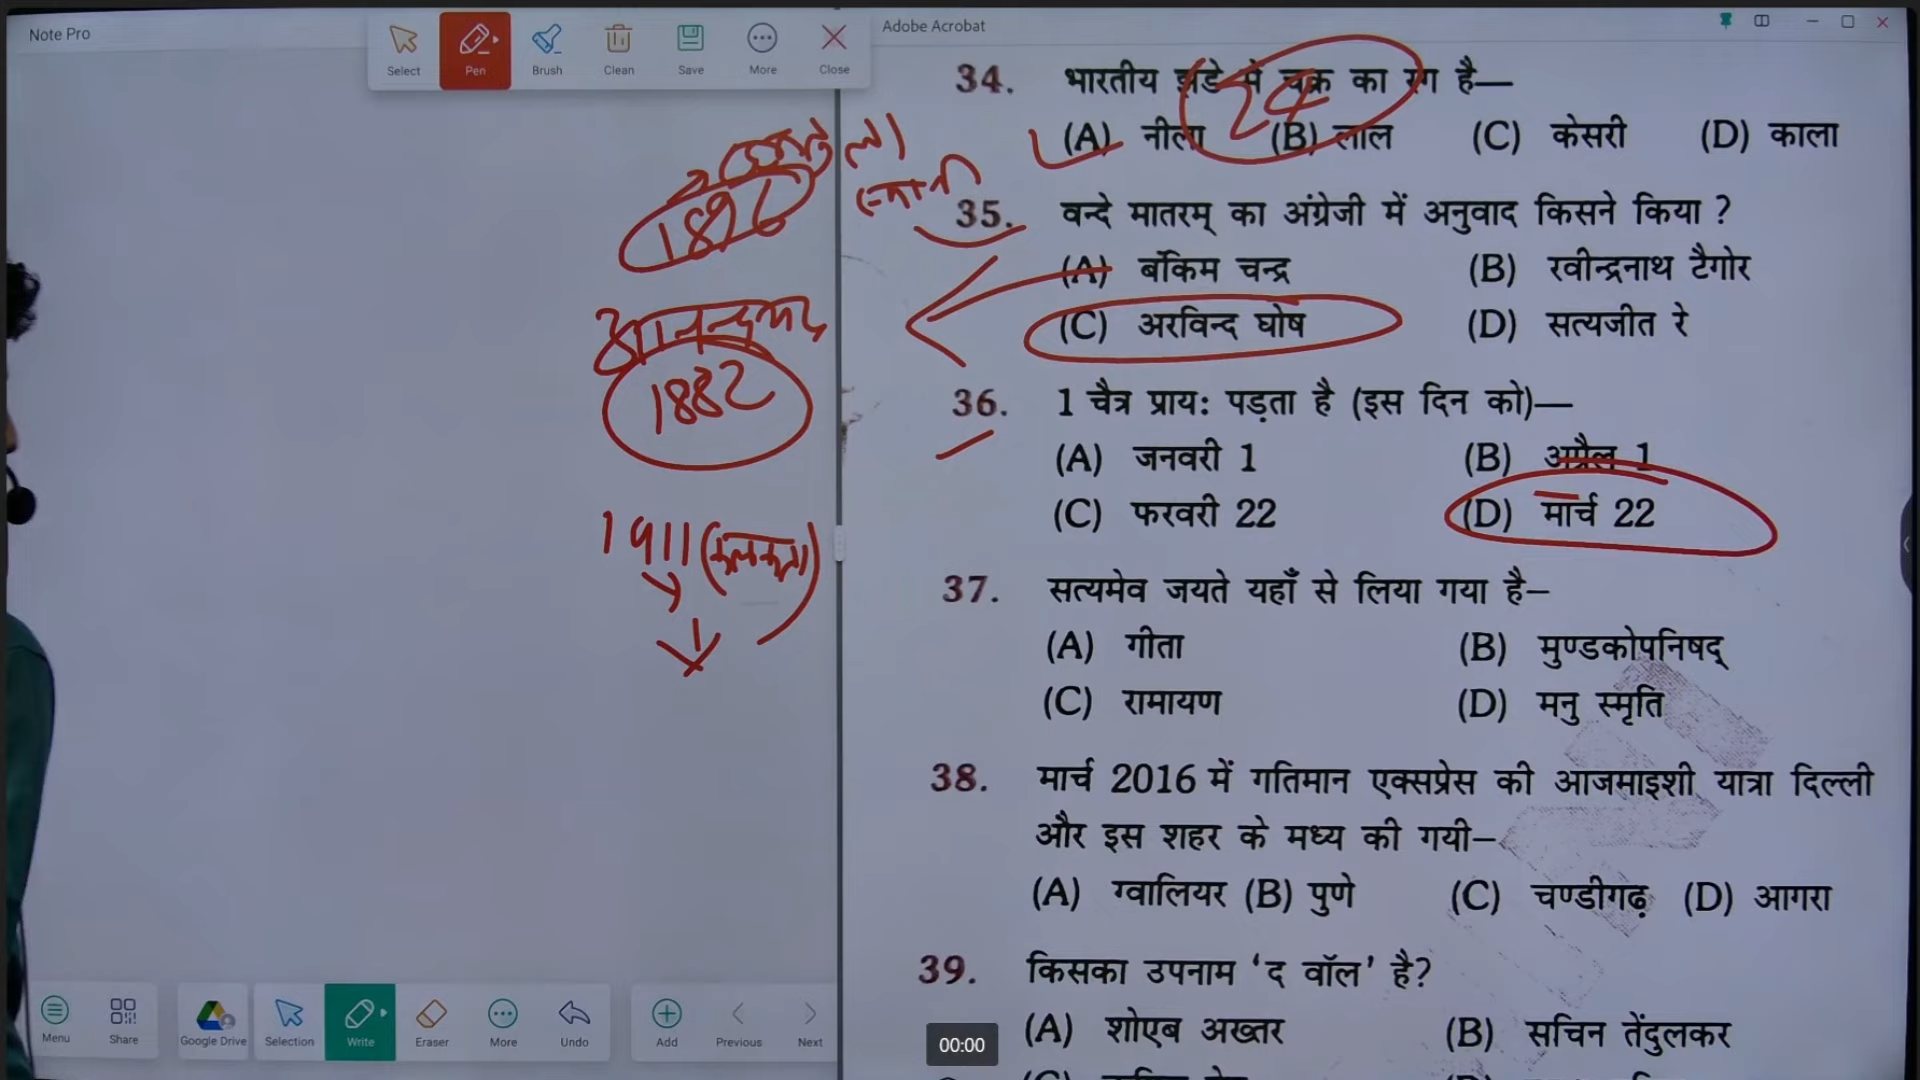 Note Pro
Select Pen Brush Clean Save More Close
Adobe Acrobat
34. भारतीय झंडे में चक्र का रंग है—
(A) नीला (B) लाल (C) केसरी (D) काला
24
1896
35. वन्दे मातरम् का अंग्रेजी में अनुवाद किसने किया ?
(A) बंकिम चन्द्र (B) रवीन्द्रनाथ टैगोर
(C) अरविन्द घोष (D) सत्यजीत रे
आनन्दमठ
1882
36. 1 चैत्र प्राय: पड़ता है (इस दिन को)—
(A) जनवरी 1 (B) अप्रैल 1
(C) फरवरी 22 (D) मार्च 22
1911 (कलकत्ता)
37. सत्यमेव जयते यहाँ से लिया गया है–
(A) गीता (B) मुण्डकोपनिषद्
(C) रामायण (D) मनु स्मृति
38. मार्च 2016 में गतिमान एक्सप्रेस की आजमाइशी यात्रा दिल्ली
और इस शहर के मध्य की गयी–
(A) ग्वालियर (B) पुणे (C) चण्डीगढ़ (D) आगरा
39. किसका उपनाम ‘द वॉल’ है?
(A) शोएब अख्तर (B) सचिन तेंदुलकर
Menu Share Google Drive Selection Write Eraser More Undo Add Previous Next
00:00